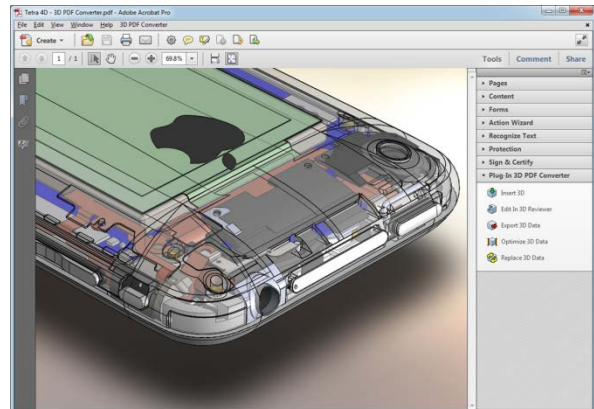 Tetra 4D - 3D PDF Converter.pdf - Adobe Acrobat Pro
File Edit View Window Help 3D PDF Converter
Create
1 / 1 69.8% Tools Comment Share
Pages
Content
Forms
Action Wizard
Recognize Text
Protection
Sign & Certify
Plug-In 3D PDF Converter
Insert 3D
Edit In 3D Reviewer
Export 3D Data
Optimize 3D Data
Replace 3D Data